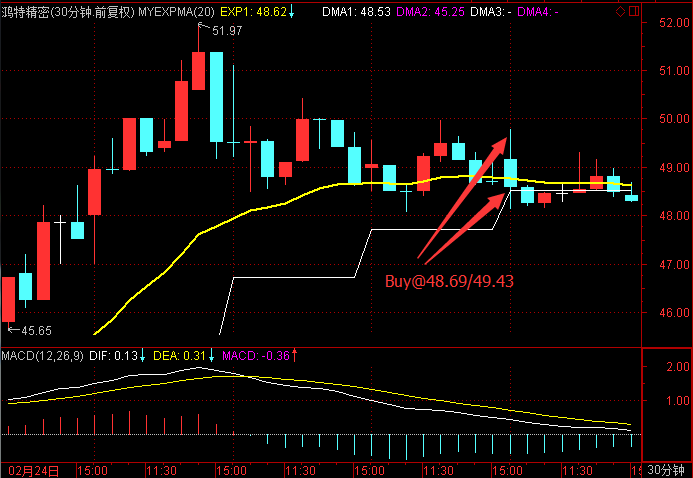 鸿特精密(30分钟.前复权) MYEXPMA(20) EXP1: 48.62↓ DMA1: 48.53 DMA2: 45.25 DMA3: - DMA4: -
52.00
51.97
51.00
50.00
49.00
48.00
47.00
Buy@48.69/49.43
46.00
45.65
MACD(12,26,9) DIF: 0.13↓ DEA: 0.31↓ MACD: -0.36↑
2.00
1.00
02月24日 15:00 11:30 15:00 11:30 15:00 11:30 15:00 11:30 15 30分钟